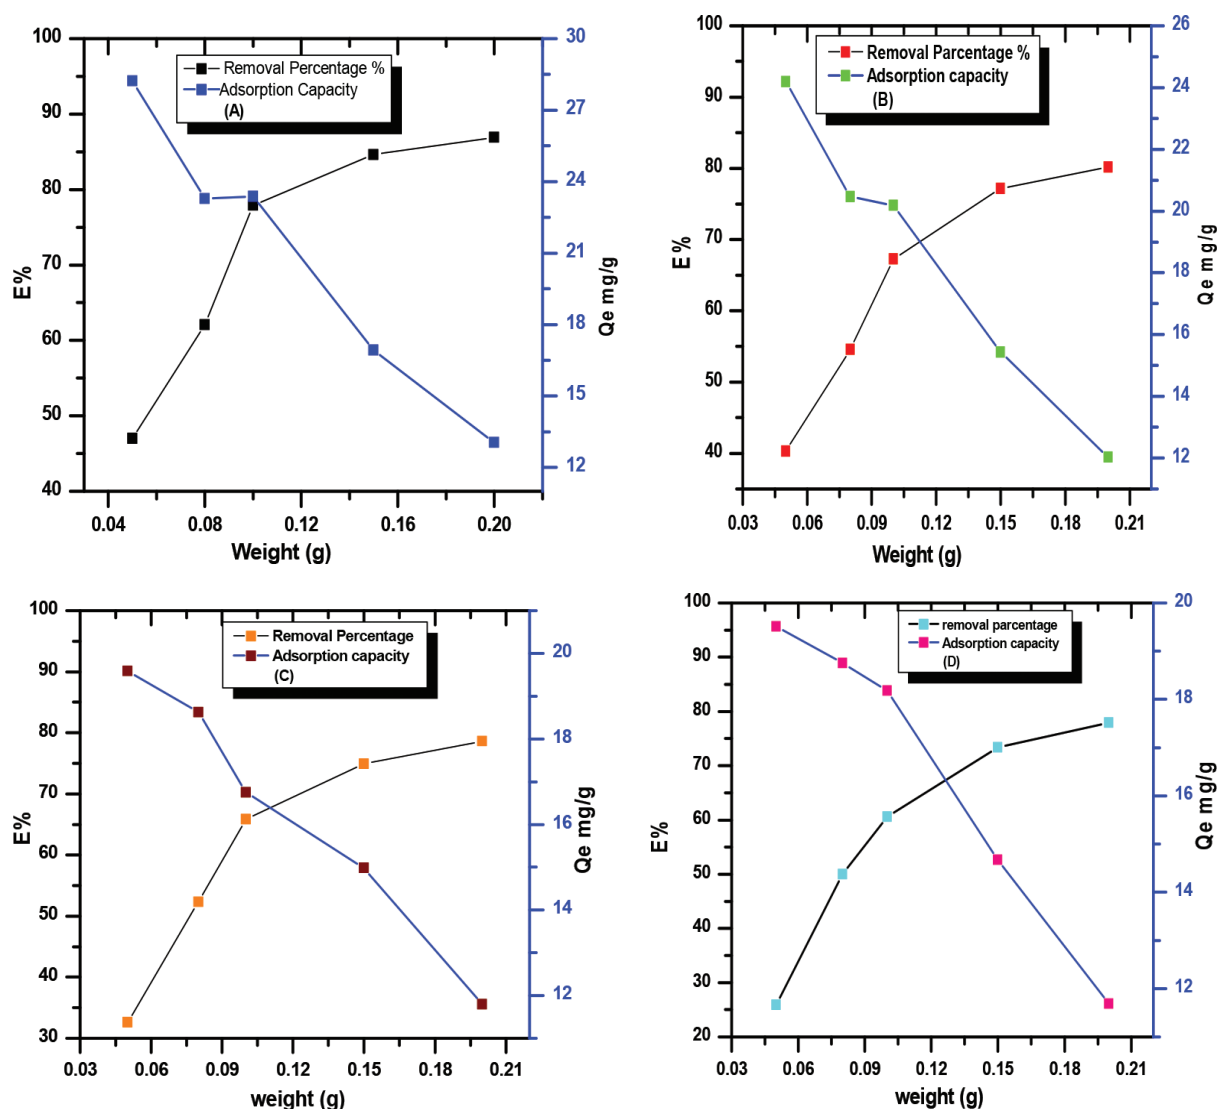 100
90
80
70
60
50
40
E%
Removal Percentage %
Adsorption Capacity
(A)
30
27
24
21
18
15
12
Qe mg/g
0.04 0.08 0.12 0.16 0.20
Weight (g)
100
90
80
70
60
50
40
E%
Removal Percentage %
Adsorption capacity
(B)
26
24
22
20
18
16
14
12
Qe mg/g
0.03 0.06 0.09 0.12 0.15 0.18 0.21
Weight (g)
100
90
80
70
60
50
40
30
E%
Removal Percentage
Adsorption capacity
(C)
20
18
16
14
12
Qe mg/g
0.03 0.06 0.09 0.12 0.15 0.18 0.21
weight (g)
100
90
80
70
60
50
40
30
20
E%
removal percentage
Adsorption capacity
(D)
20
18
16
14
12
Qe mg/g
0.03 0.06 0.09 0.12 0.15 0.18 0.21
weight (g)